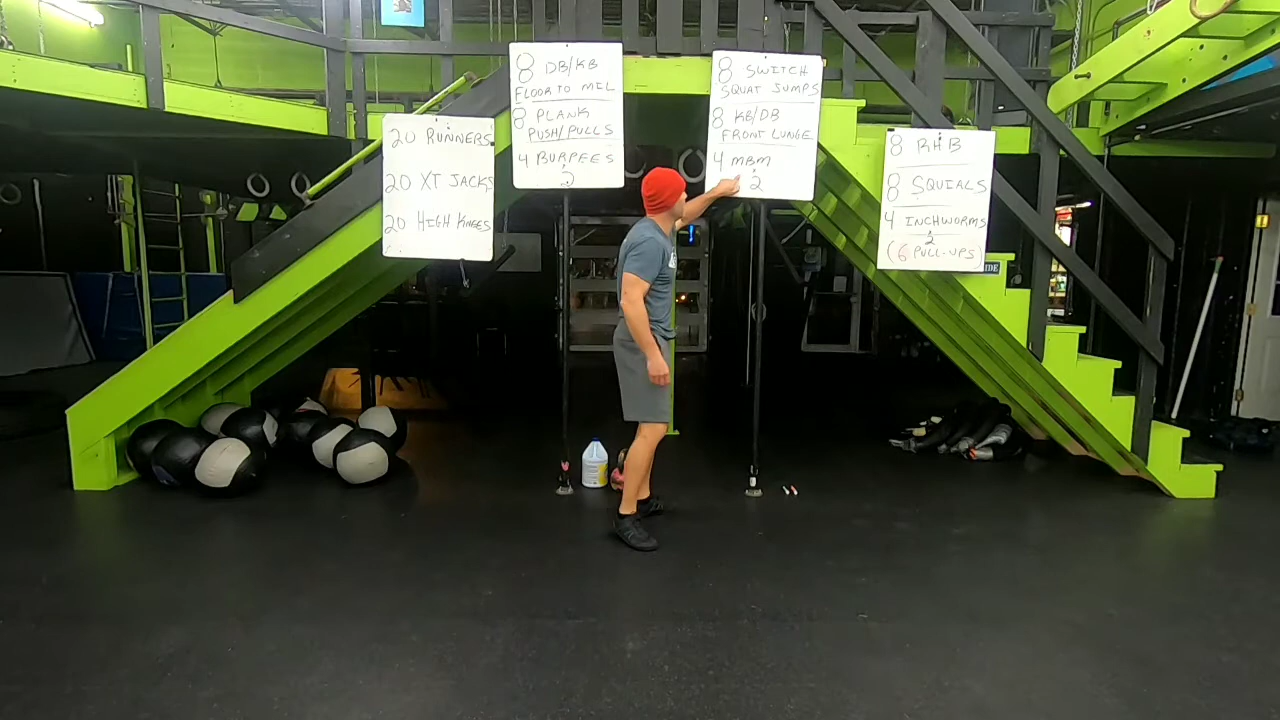 20 RUNNERS
20 XT JACKS
20 HIGH KNEES
8 DB/KB
FLOOR TO MIL
8 PLANK
PUSH/PULLS
4 BURPEES
2
8 SWITCH
SQUAT JUMPS
8 KB/DB
FRONT LUNGE
4 MBM
2
8 RHB
8 SQUIALS
4 INCHWORMS
2
(6 PULL-UPS